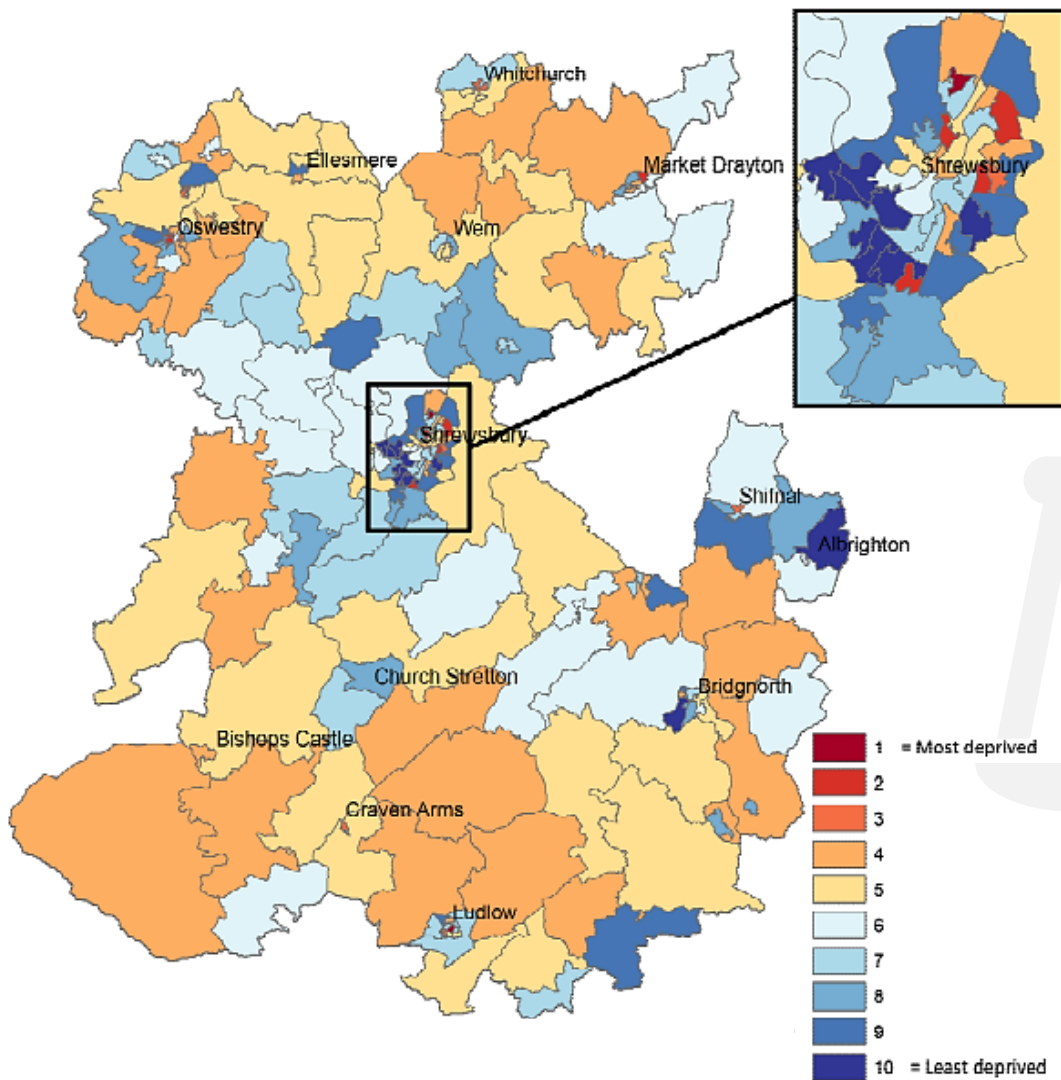 Whitchurch
Ellesmere
Market Drayton
Shrewsbury
Oswestry
Wem
Shrewsbury
Shifnal
Albrighton
Church Stretton
Bridgnorth
Bishops Castle
Craven Arms
Ludlow
1 = Most deprived
2
3
4
5
6
7
8
9
10 = Least deprived